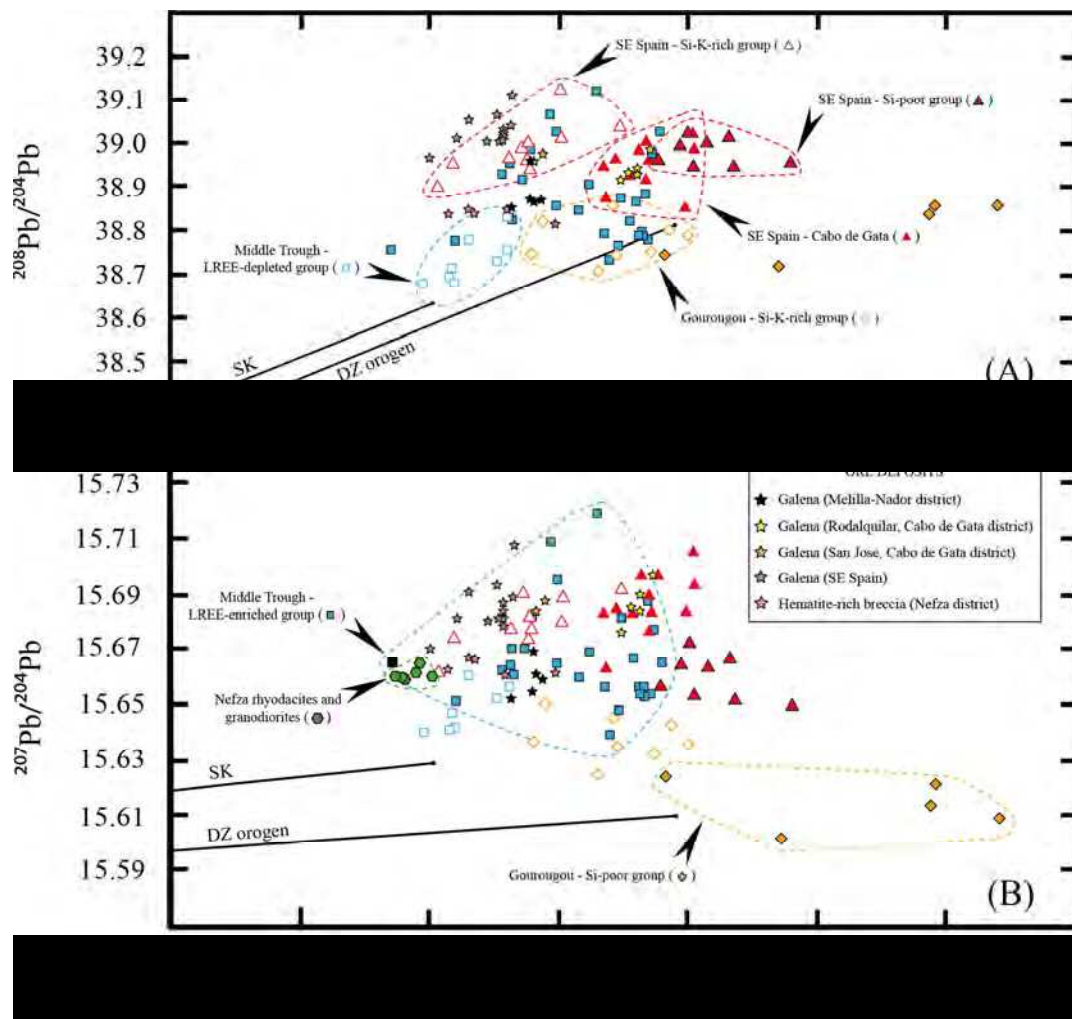 39.2
39.1
39.0
38.9
38.8
38.7
38.6
38.5
208Pb/204Pb
SE Spain - Si-K-rich group ( △ )
SE Spain - Si-poor group ( ▲ )
Middle Trough -
LREE-depleted group ( □ )
SE Spain - Cabo de Gata ( ▲ )
Gourougou - Si-K-rich group ( ◇ )
SK
DZ orogen
(A)
15.73
15.71
15.69
15.67
15.65
15.63
15.61
15.59
207Pb/204Pb
ORE DEPOSITS
Galena (Melilla-Nador district)
Galena (Rodalquilar, Cabo de Gata district)
Galena (San José, Cabo de Gata district)
Galena (SE Spain)
Hematite-rich breccia (Nefza district)
Middle Trough -
LREE-enriched group ( ■ )
Nefza rhyodacites and
granodiorites ( ⬢ )
SK
DZ orogen
Gourougou - Si-poor group ( ◆ )
(B)